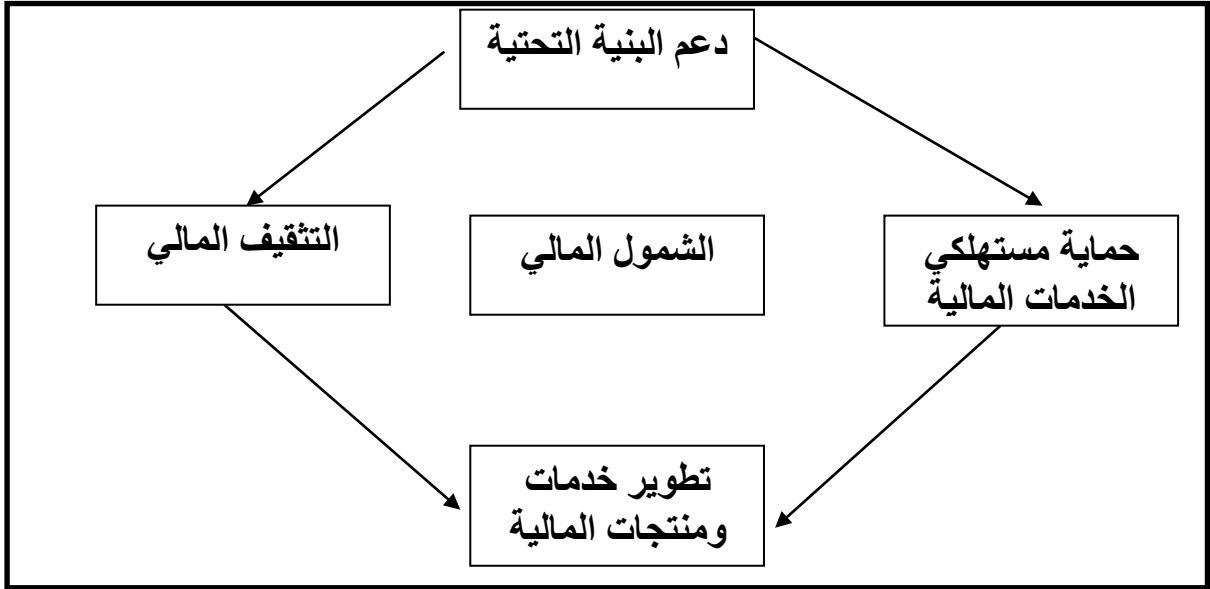 دعم البنية التحتية
حماية مستهلكي
الخدمات المالية
الشمول المالي
التثقيف المالي
تطوير خدمات
ومنتجات المالية